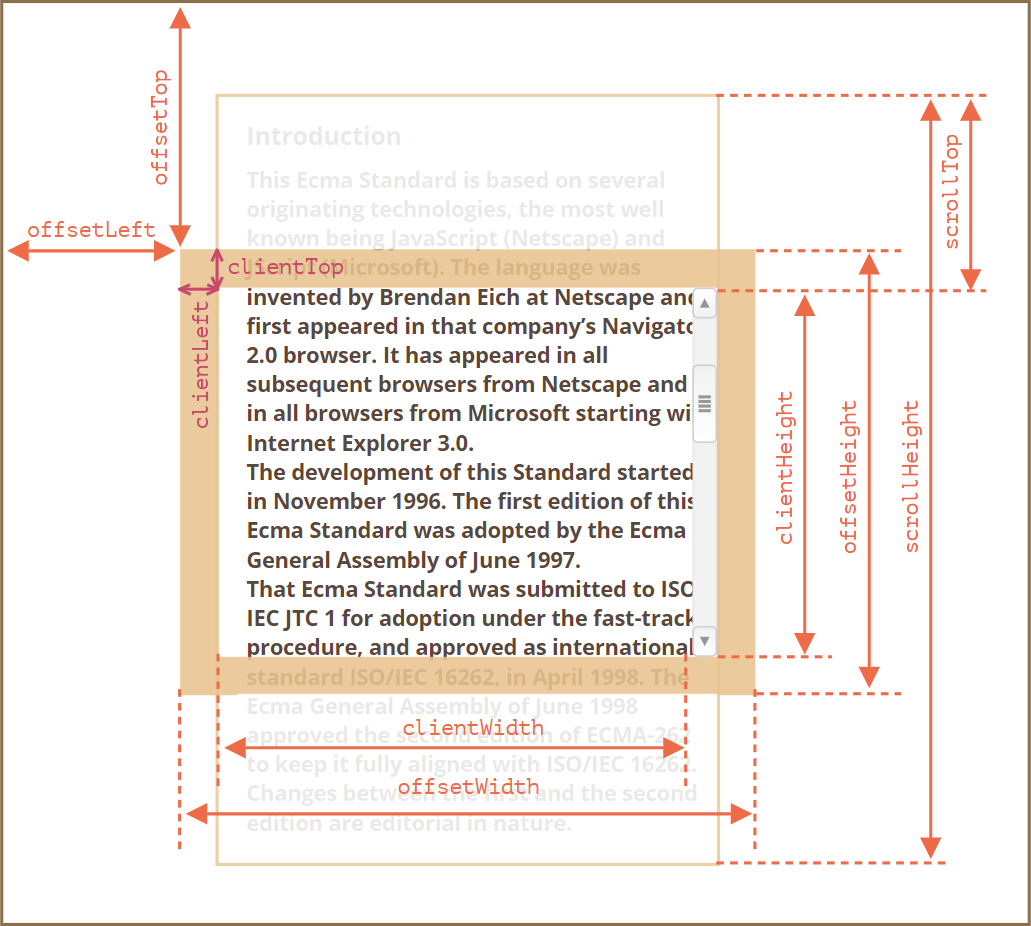 offsetTop
offsetLeft
Introduction
This Ecma Standard is based on several
originating technologies, the most well
known being JavaScript (Netscape) and
JScript (Microsoft). The language was
clientTop
clientLeft
invented by Brendan Eich at Netscape and
first appeared in that company’s Navigato
2.0 browser. It has appeared in all
subsequent browsers from Netscape and
in all browsers from Microsoft starting wi
Internet Explorer 3.0.
The development of this Standard started
in November 1996. The first edition of this
Ecma Standard was adopted by the Ecma
General Assembly of June 1997.
That Ecma Standard was submitted to ISO
IEC JTC 1 for adoption under the fast-track
procedure, and approved as international
standard ISO/IEC 16262, in April 1998. The
Ecma General Assembly of June 1998
approved the second edition of ECMA-262
to keep it fully aligned with ISO/IEC 16262.
Changes between the first and the second
edition are editorial in nature.
clientWidth
offsetWidth
clientHeight
offsetHeight
scrollHeight
scrollTop